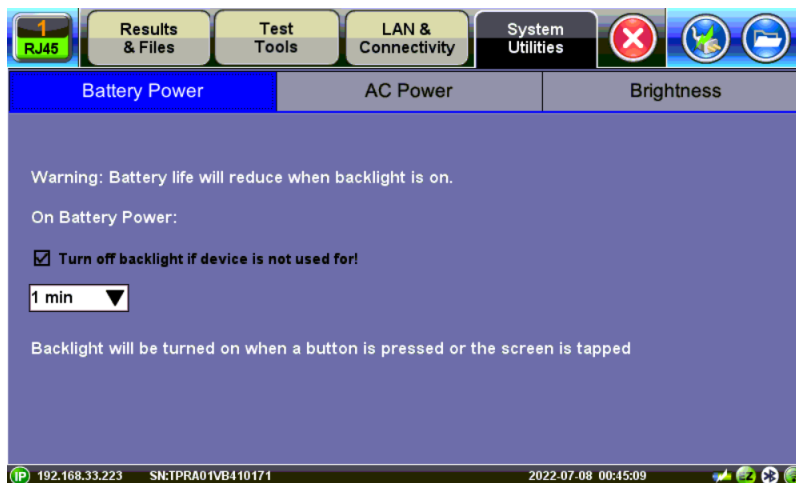 1
RJ45
Results
& Files
Test
Tools
LAN &
Connectivity
System
Utilities
Battery Power
AC Power
Brightness
Warning: Battery life will reduce when backlight is on.
On Battery Power:
Turn off backlight if device is not used for!
1 min
Backlight will be turned on when a button is pressed or the screen is tapped
IP 192.168.33.223 SN:TPRA01VB410171 2022-07-08 00:45:09 Z